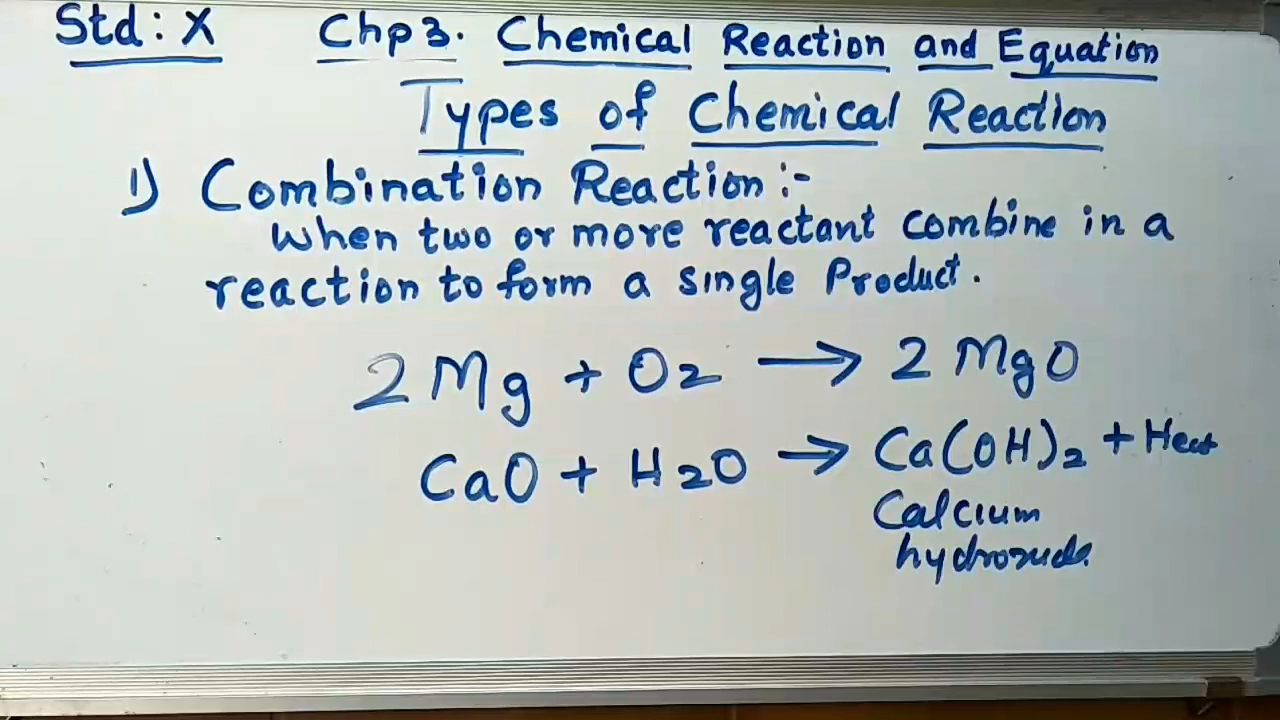 Std: X Chp 3. Chemical Reaction and Equation
Types of Chemical Reaction
1) Combination Reaction :-
When two or more reactant combine in a
reaction to form a single Product.
2 Mg + O2 → 2 MgO
CaO + H2O → Ca(OH)2 + Heat
Calcium
hydroxide